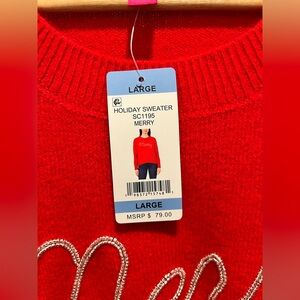 LARGE
HOLIDAY SWEATER
SC1195
MERRY
LARGE
MSRP $ 79.00